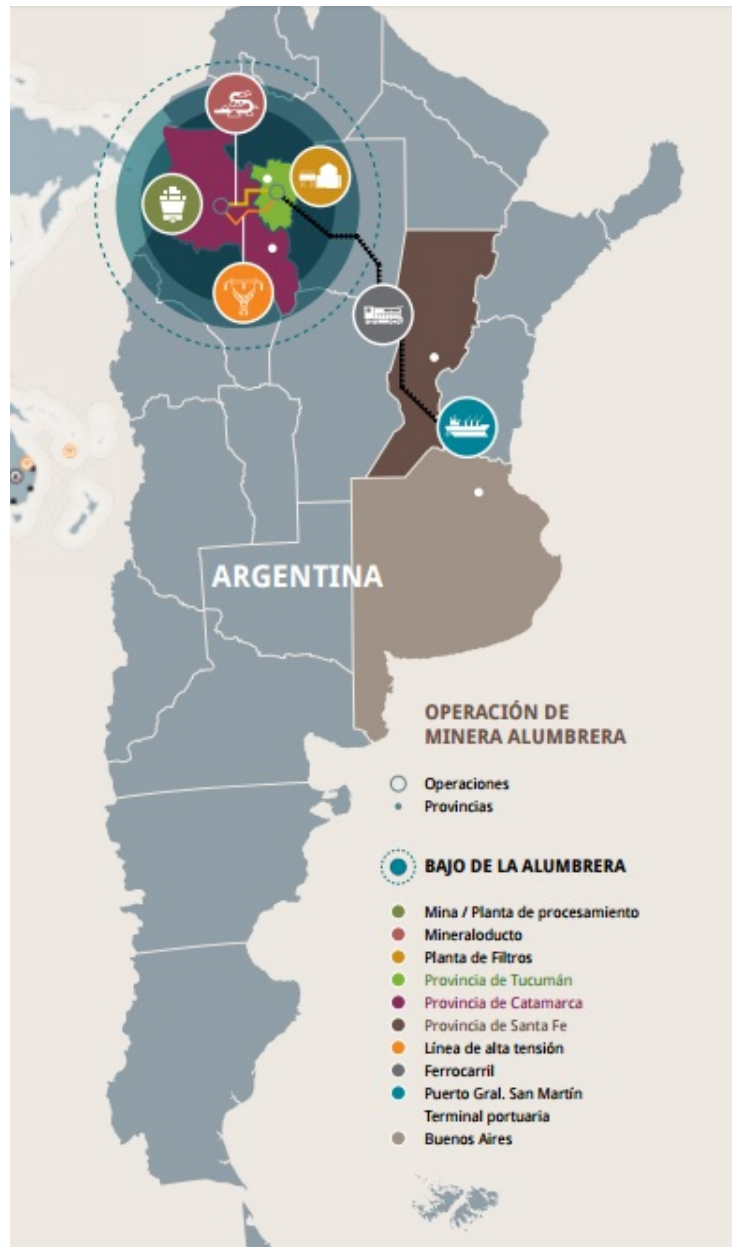 ARGENTINA
OPERACIÓN DE
MINERA ALUMBRERA
Operaciones
Provincias
BAJO DE LA ALUMBRERA
Mina / Planta de procesamiento
Mineraloducto
Planta de Filtros
Provincia de Tucumán
Provincia de Catamarca
Provincia de Santa Fe
Línea de alta tensión
Ferrocarril
Puerto Gral. San Martín
Terminal portuaria
Buenos Aires